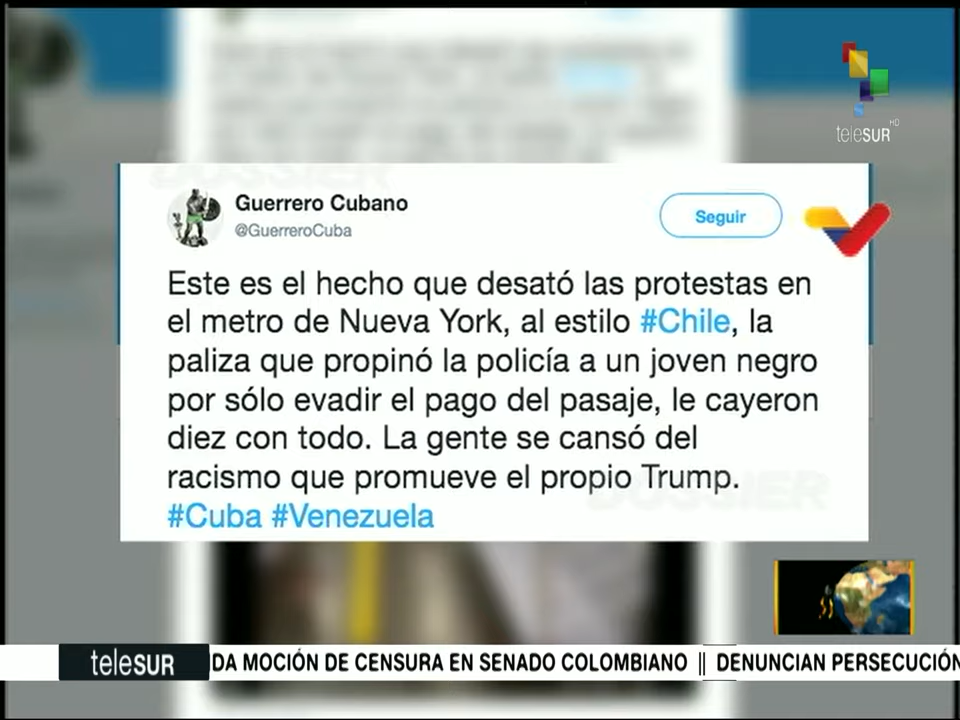 teleSUR HD
Guerrero Cubano
@GuerreroCuba
Seguir
Este es el hecho que desató las protestas en
el metro de Nueva York, al estilo #Chile, la
paliza que propinó la policía a un joven negro
por sólo evadir el pago del pasaje, le cayeron
diez con todo. La gente se cansó del
racismo que promueve el propio Trump.
#Cuba #Venezuela
DOSSIER
teleSUR
DA MOCIÓN DE CENSURA EN SENADO COLOMBIANO || DENUNCIAN PERSECUCIÓN